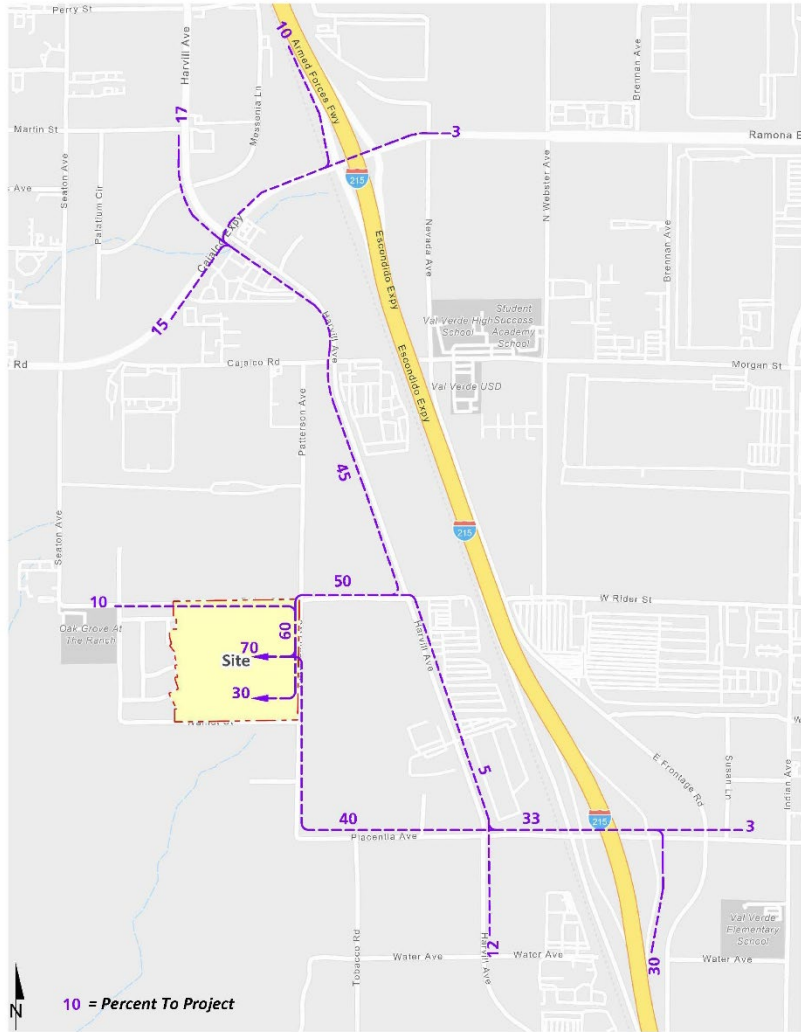 Perry St
10
Armed Forces Fwy
Harvill Ave
Messonia Ln
Brennan Ave
17
Martin St
3
Ramona E
Seaton Ave
Palatium Cir
215
N Webster Ave
s Ave
Nevada Ave
Brennan Ave
Cajalco Expy
Escondido Expy
15
Harvill Ave
Student
Val Verde High Success
School Academy
School
Rd
Cajalco Rd
Escondido Expy
Morgan St
Val Verde USD
Patterson Ave
45
Seaton Ave
215
50
W Rider St
10
Oak Grove At
The Ranch
60
Harvill Ave
70
Site
30
5
E Frontage Rd
Susan Ln
Indian Ave
40
33
215
3
Placentia Ave
Val Verde
Elementary
School
Tobacco Rd
Water Ave
12
Harvill Ave
Water Ave
30
Water Ave
N
10 = Percent To Project